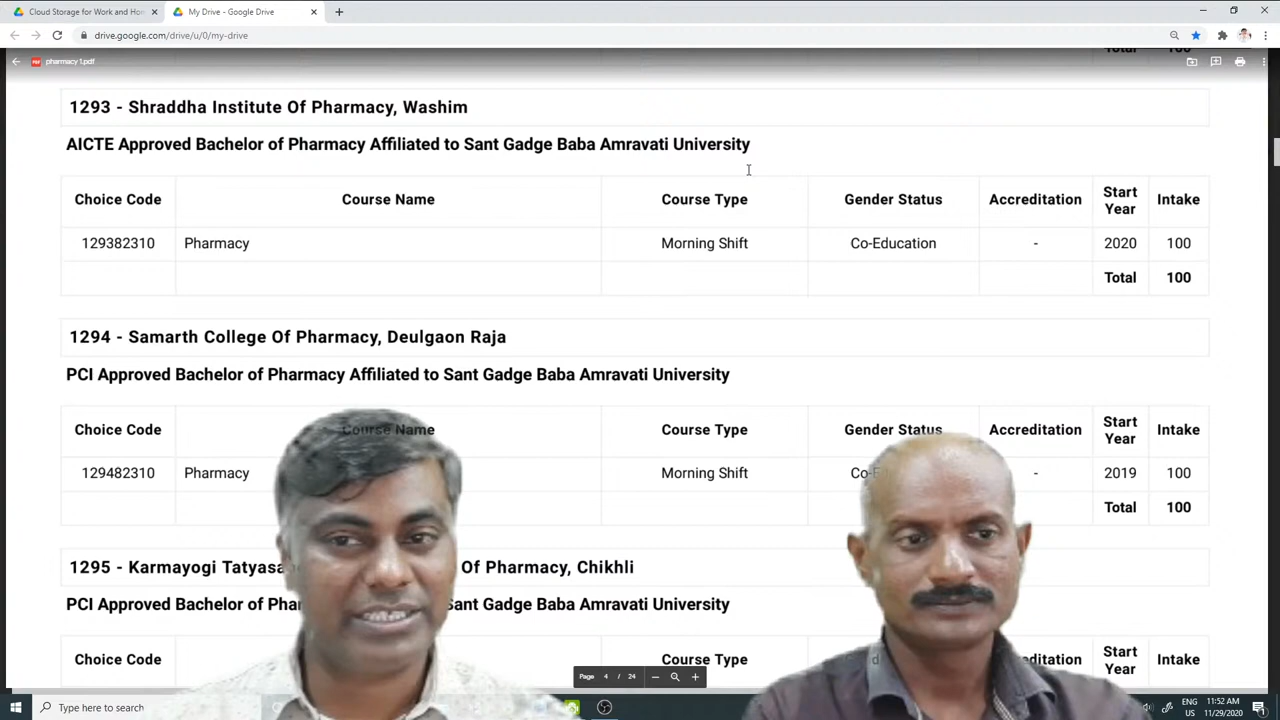 Cloud Storage for Work and Hom
My Drive - Google Drive
drive.google.com/drive/u/0/my-drive
pharmacy 1.pdf
Total 100
1293 - Shraddha Institute Of Pharmacy, Washim
AICTE Approved Bachelor of Pharmacy Affiliated to Sant Gadge Baba Amravati University
Choice Code Course Name Course Type Gender Status Accreditation Start Year Intake
129382310 Pharmacy Morning Shift Co-Education - 2020 100
Total 100
1294 - Samarth College Of Pharmacy, Deulgaon Raja
PCI Approved Bachelor of Pharmacy Affiliated to Sant Gadge Baba Amravati University
Choice Code Course Name Course Type Gender Status Accreditation Start Year Intake
129482310 Pharmacy Morning Shift - 2019 100
Total 100
1295 - Karmayogi Of Pharmacy, Chikhli
PCI Approved Bachelor of Sant Gadge Baba Amravati University
Choice Code Course Type Accreditation Start Year Intake
Page 4 / 24
Type here to search
ENG 11:52 AM
US 11/29/2020